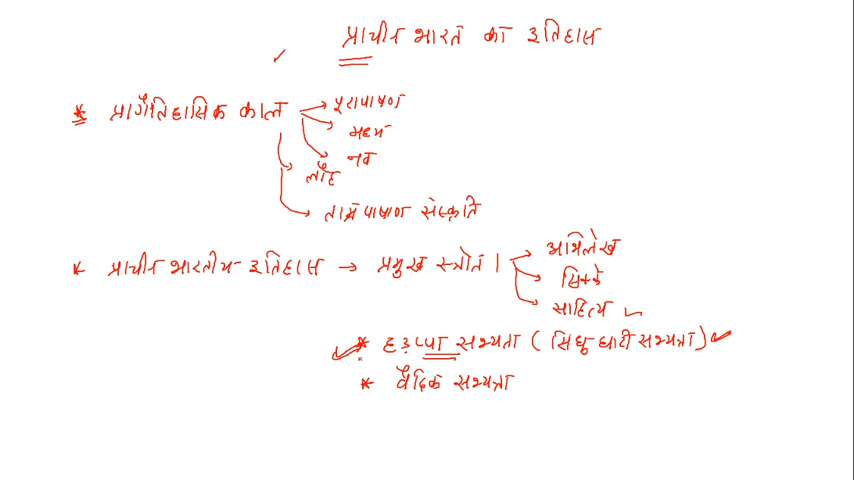 प्राचीन भारत का इतिहास
* प्रागैतिहासिक काल → पुरापाषाण
→ मध्य
→ नव
→ लौह
→ ताम्रपाषाण संस्कृति
* प्राचीन भारतीय इतिहास → प्रमुख स्त्रोत । → अभिलेख
→ सिक्के
→ साहित्य
* हड़प्पा सभ्यता ( सिंधु घाटी सभ्यता )
* वैदिक सभ्यता